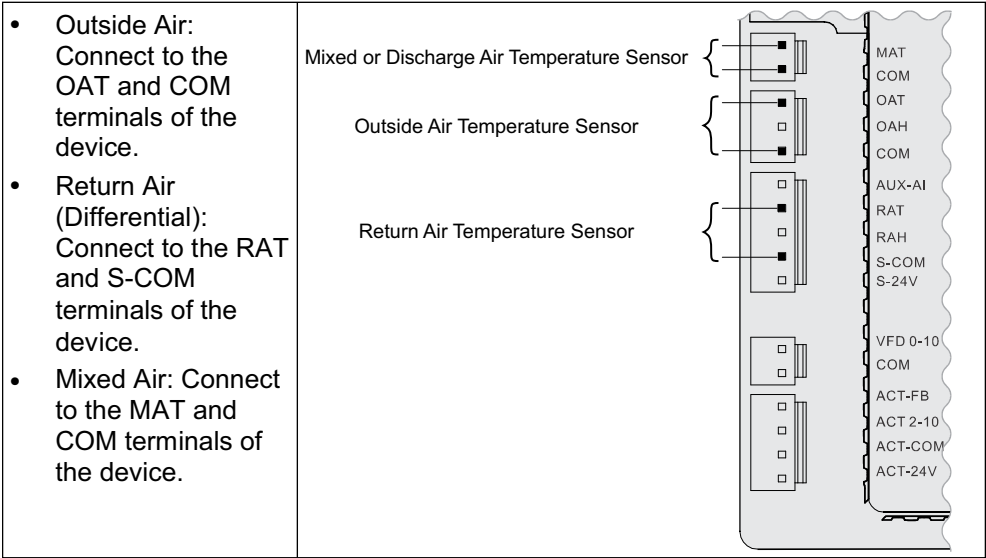 • Outside Air:
Connect to the
OAT and COM
terminals of the
device.
• Return Air
(Differential):
Connect to the RAT
and S-COM
terminals of the
device.
• Mixed Air: Connect
to the MAT and
COM terminals of
the device.
Mixed or Discharge Air Temperature Sensor
Outside Air Temperature Sensor
Return Air Temperature Sensor
MAT
COM
OAT
OAH
COM
AUX-AI
RAT
RAH
S-COM
S-24V
VFD 0-10
COM
ACT-FB
ACT 2-10
ACT-COM
ACT-24V